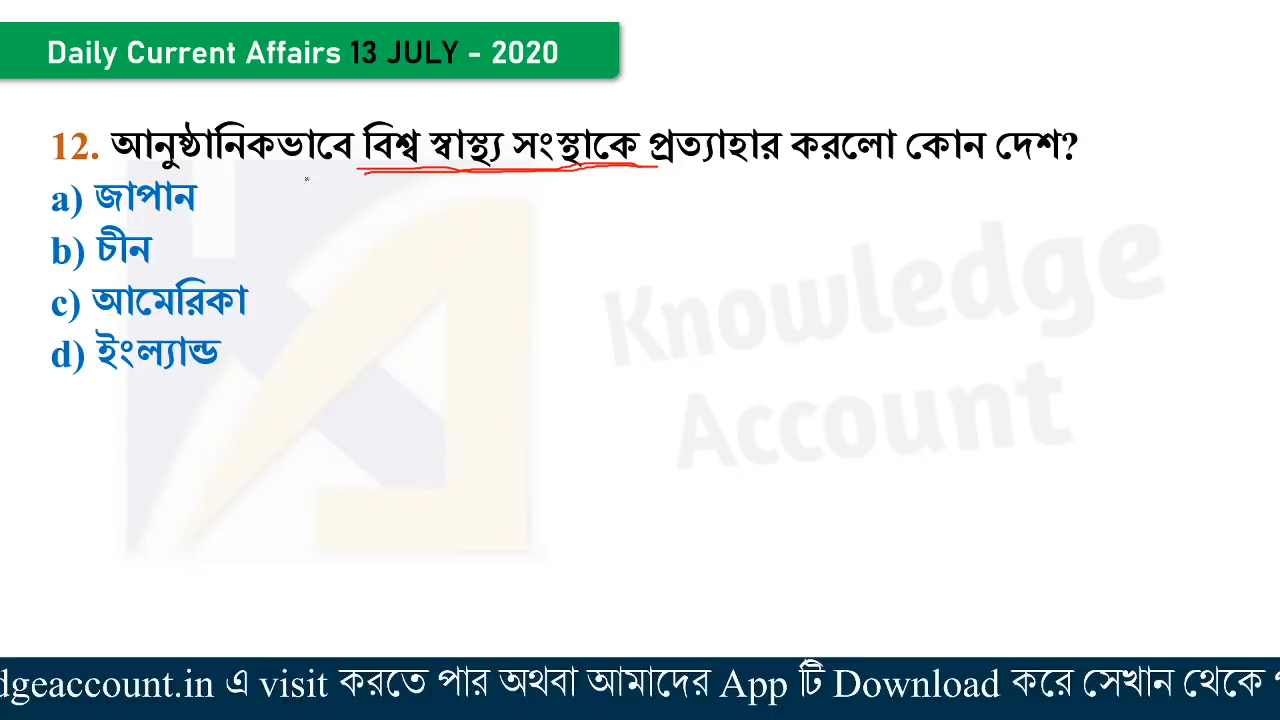 Daily Current Affairs 13 JULY - 2020
12. আনুষ্ঠানিকভাবে বিশ্ব স্বাস্থ্য সংস্থাকে প্রত্যাহার করলো কোন দেশ?
a) জাপান
b) চীন
c) আমেরিকা
d) ইংল্যান্ড
Knowledge
Account
dgeaccount.in এ visit করতে পার অথবা আমাদের App টি Download করে সেখান থেকে